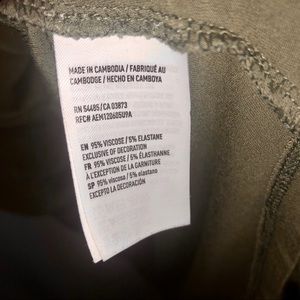 MADE IN CAMBODIA / FABRIQUÉ AU
CAMBODGE / HECHO EN CAMBOYA
RN 54485/CA 03873
RFC# AEM12060509A
EN 95% VISCOSE / 5% ELASTANE
EXCLUSIVE OF DECORATION
FR 95% VISCOSE / 5% ÉLASTHANNE
À L'EXCEPTION DE LA GARNITURE
SP 95% viscosa / 5% elastano
EXCEPTO LA DECORACIÓN